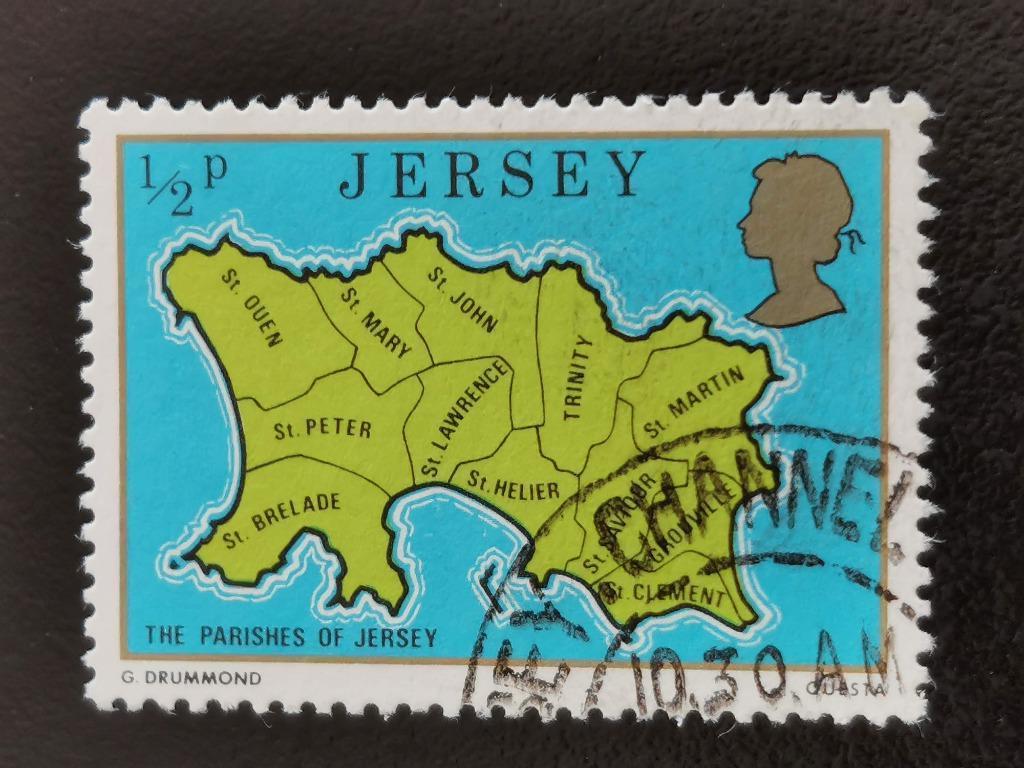 1/2 p
JERSEY
St. OUEN
St. MARY
St. JOHN
TRINITY
St. MARTIN
St. PETER
St. LAWRENCE
St. HELIER
St. BRELADE
St. SAVIOUR
GROUVILLE
St. CLEMENT
THE PARISHES OF JERSEY
G. DRUMMOND
QUESTA
CHANNEL
10.30 AM